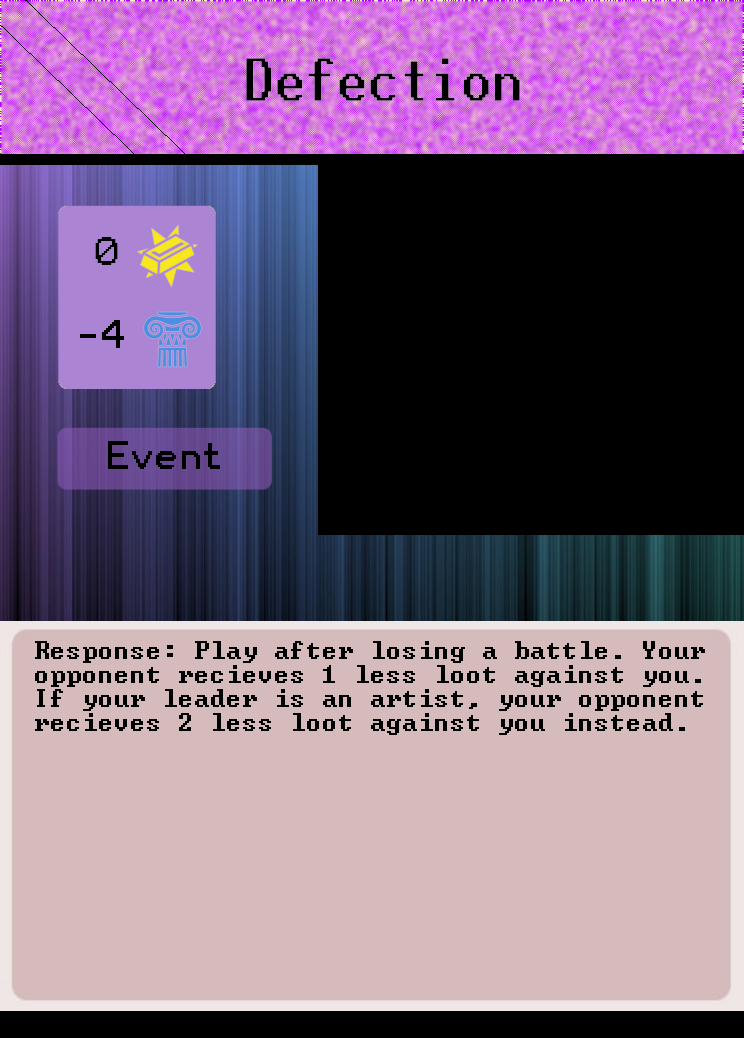 Defection
0
-4
Event
Response: Play after losing a battle. Your
opponent recieves 1 less loot against you.
If your leader is an artist, your opponent
recieves 2 less loot against you instead.